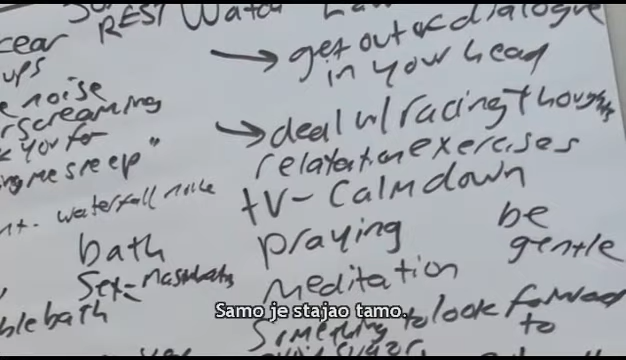 REST Watch
get out of dialogue
in your head
ups
noise
screaming
deal w/ racing thoughts
you for
relaxation exercises
me sleep"
TV - calm down
waterfall noise
bath
praying
be
gentle
Sex - masturbate
meditation
bath
something to look forward
to
Samo je stajao tamo.